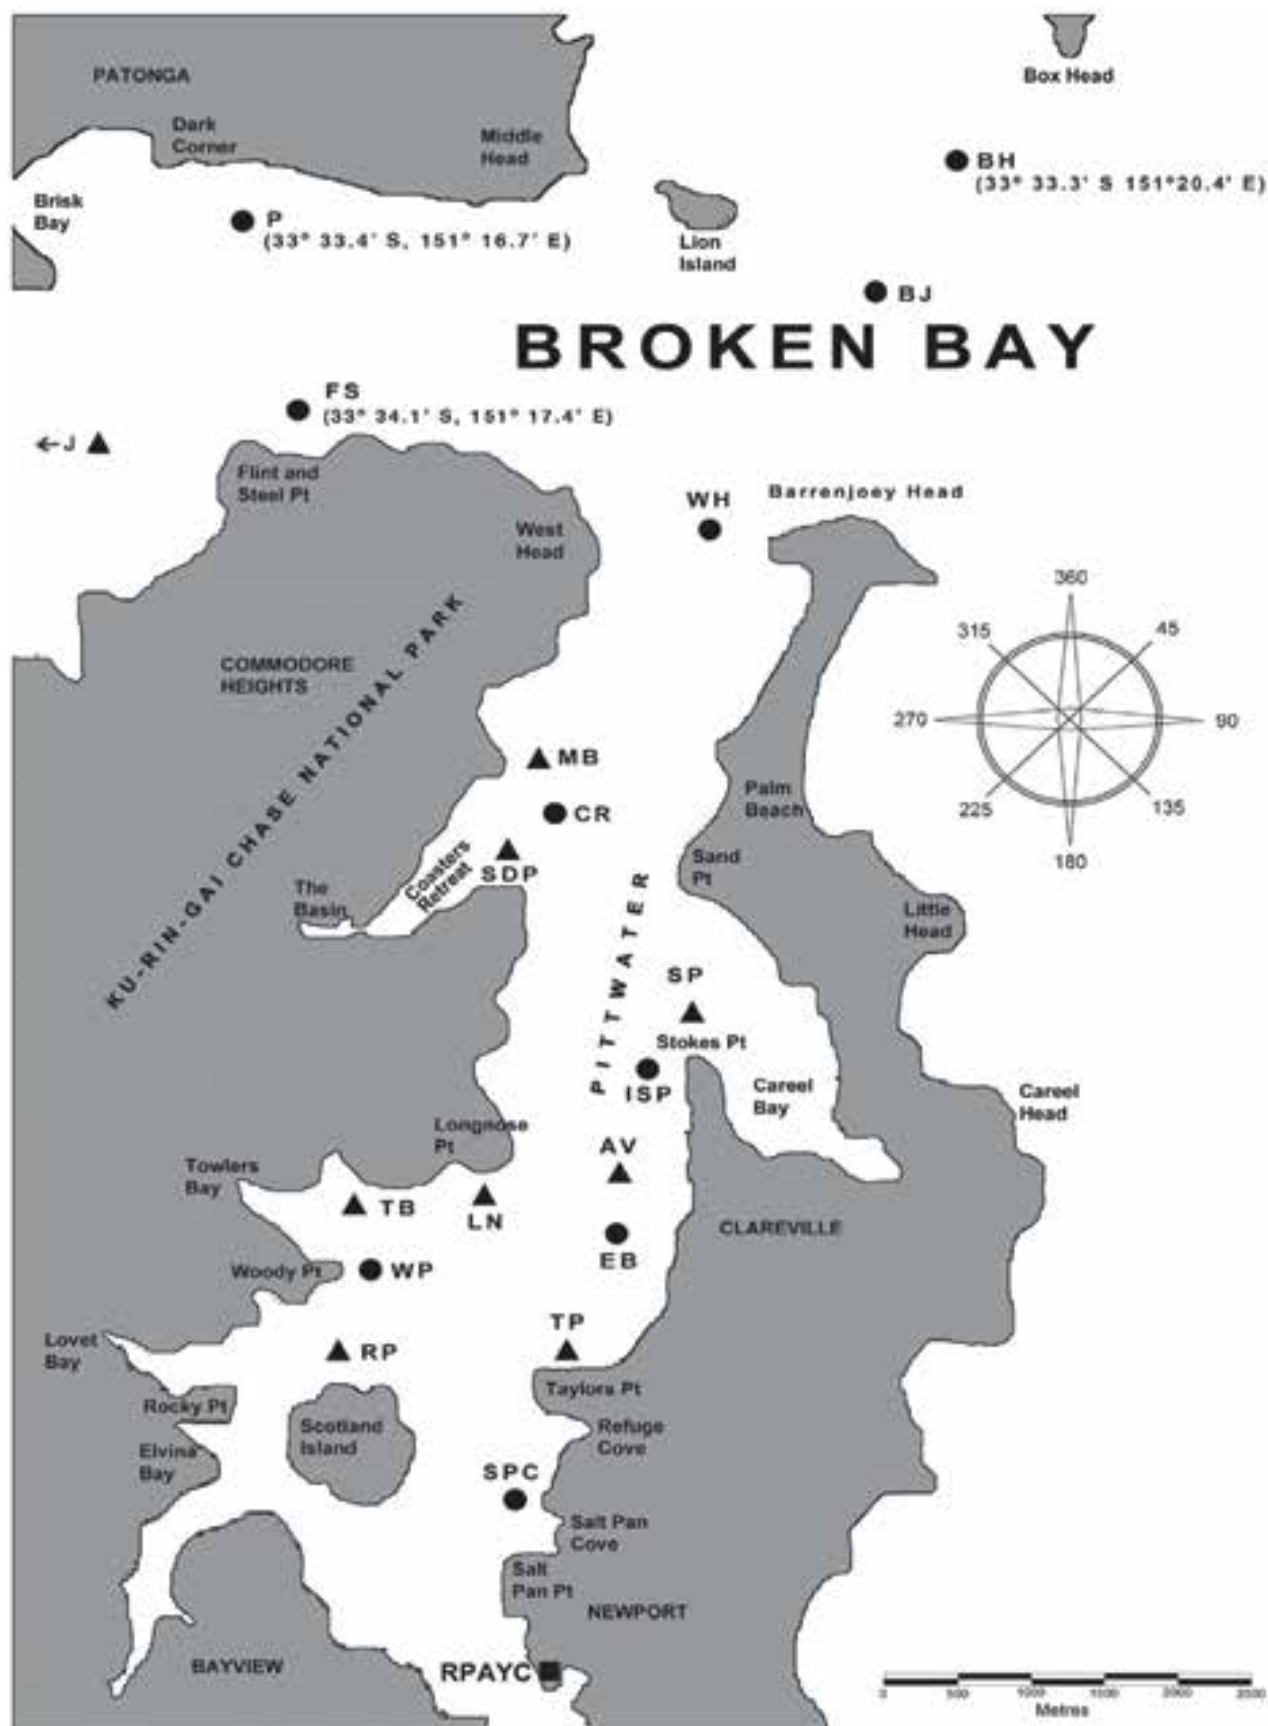 PATONGA
Box Head
Dark
Corner
Middle
Head
BH
(33° 33.3' S 151°20.4' E)
Brisk
Bay
P
(33° 33.4' S, 151° 16.7' E)
Lion
Island
BJ
BROKEN BAY
FS
(33° 34.1' S, 151° 17.4' E)
←J
Flint and
Steel Pt
WH
Barrenjoey Head
West
Head
360
315
45
270
90
225
135
180
KU-RIN-GAI CHASE NATIONAL PARK
COMMODORE
HEIGHTS
MB
Palm
Beach
CR
Coasters
Retreat
SDP
Sand
Pt
The
Basin
Little
Head
PITTWATER
SP
Stokes Pt
ISP
Careel
Bay
Careel
Head
Longnose
Pt
AV
Towlers
Bay
TB
LN
CLAREVILLE
EB
Woody Pt
WP
TP
Lovet
Bay
RP
Taylors Pt
Rocky Pt
Scotland
Island
Refuge
Cove
Elvina
Bay
SPC
Salt Pan
Cove
Salt
Pan Pt
NEWPORT
BAYVIEW
RPAYC
0 500 1000 1500 2000 2500
Metres